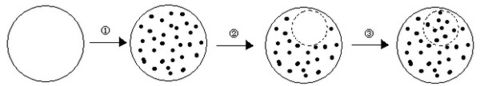 ① ② ③